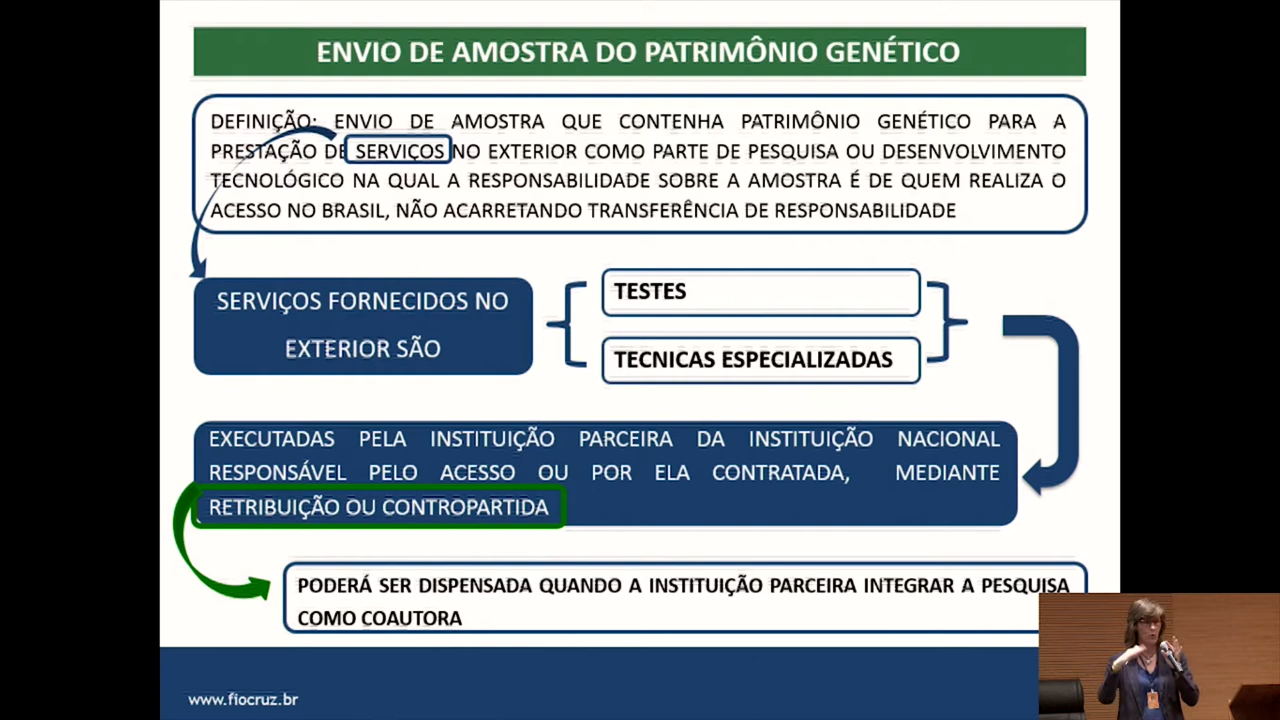 ENVIO DE AMOSTRA DO PATRIMÔNIO GENÉTICO
DEFINIÇÃO: ENVIO DE AMOSTRA QUE CONTENHA PATRIMÔNIO GENÉTICO PARA A
PRESTAÇÃO DE SERVIÇOS NO EXTERIOR COMO PARTE DE PESQUISA OU DESENVOLVIMENTO
TECNOLÓGICO NA QUAL A RESPONSABILIDADE SOBRE A AMOSTRA É DE QUEM REALIZA O
ACESSO NO BRASIL, NÃO ACARRETANDO TRANSFERÊNCIA DE RESPONSABILIDADE
SERVIÇOS FORNECIDOS NO
EXTERIOR SÃO
TESTES
TECNICAS ESPECIALIZADAS
EXECUTADAS PELA INSTITUIÇÃO PARCEIRA DA INSTITUIÇÃO NACIONAL
RESPONSÁVEL PELO ACESSO OU POR ELA CONTRATADA, MEDIANTE
RETRIBUIÇÃO OU CONTROPARTIDA
PODERÁ SER DISPENSADA QUANDO A INSTITUIÇÃO PARCEIRA INTEGRAR A PESQUISA
COMO COAUTORA
www.fiocruz.br